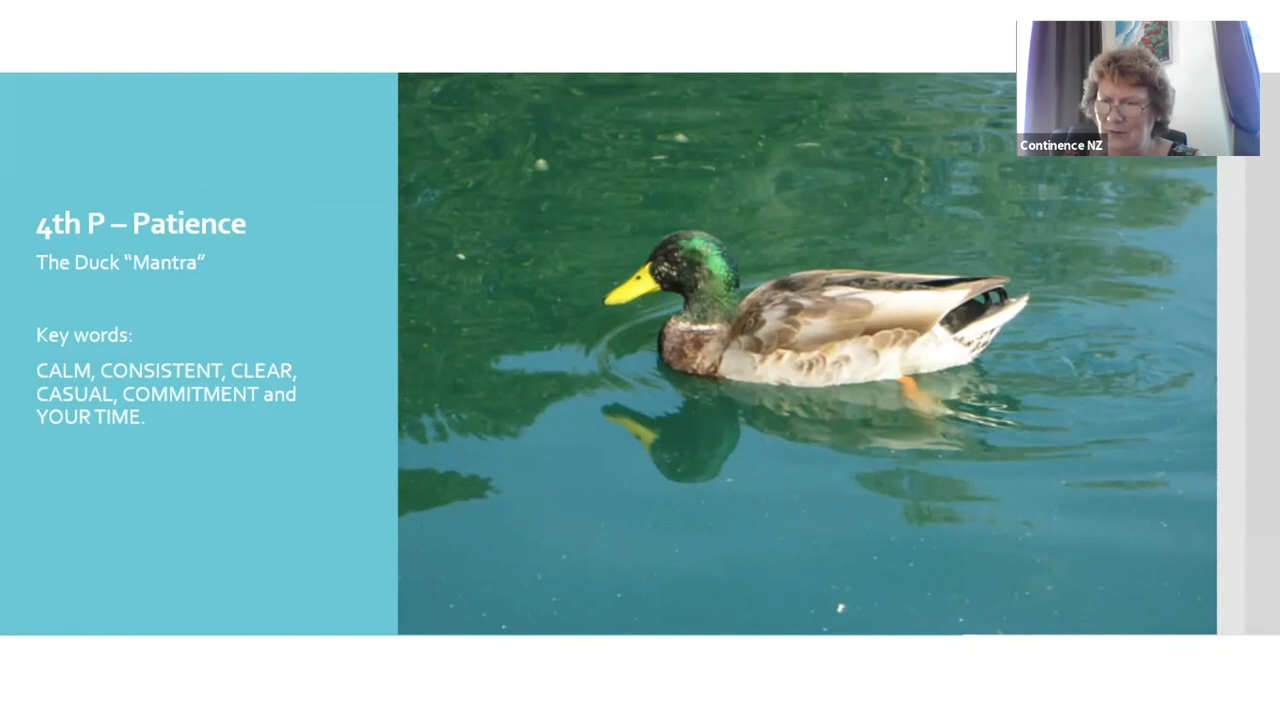 4th P – Patience
The Duck “Mantra”
Key words:
CALM, CONSISTENT, CLEAR,
CASUAL, COMMITMENT and
YOUR TIME.
Continence NZ